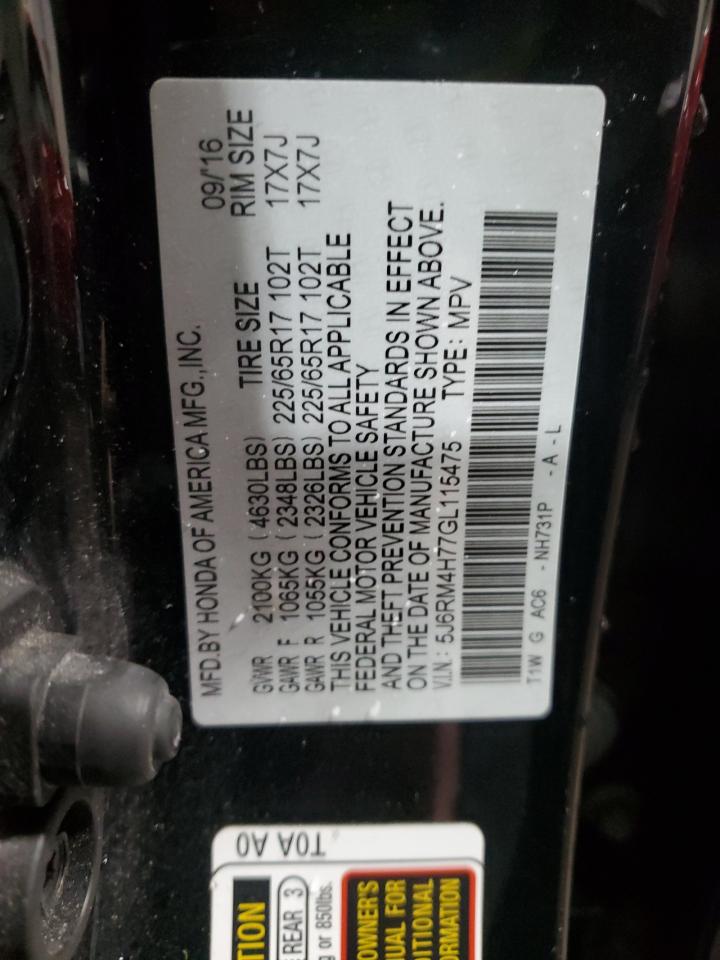 MFD.BY HONDA OF AMERICA MFG.,INC. 09/'16
GVWR 2100KG (4630LBS) TIRE SIZE RIM SIZE
GAWR F 1065KG (2348LBS) 225/65R17 102T 17X7J
GAWR R 1055KG (2326LBS) 225/65R17 102T 17X7J
THIS VEHICLE CONFORMS TO ALL APPLICABLE
FEDERAL MOTOR VEHICLE SAFETY
AND THEFT PREVENTION STANDARDS IN EFFECT
ON THE DATE OF MANUFACTURE SHOWN ABOVE.
V.I.N.: 5J6RM4H77GL115475 TYPE: MPV
T1W G AC6 - NH731P - A - L
T0A A0
TION
REAR 3
g or 850lbs.
OWNER'S
UAL FOR
DITIONAL
ORMATION